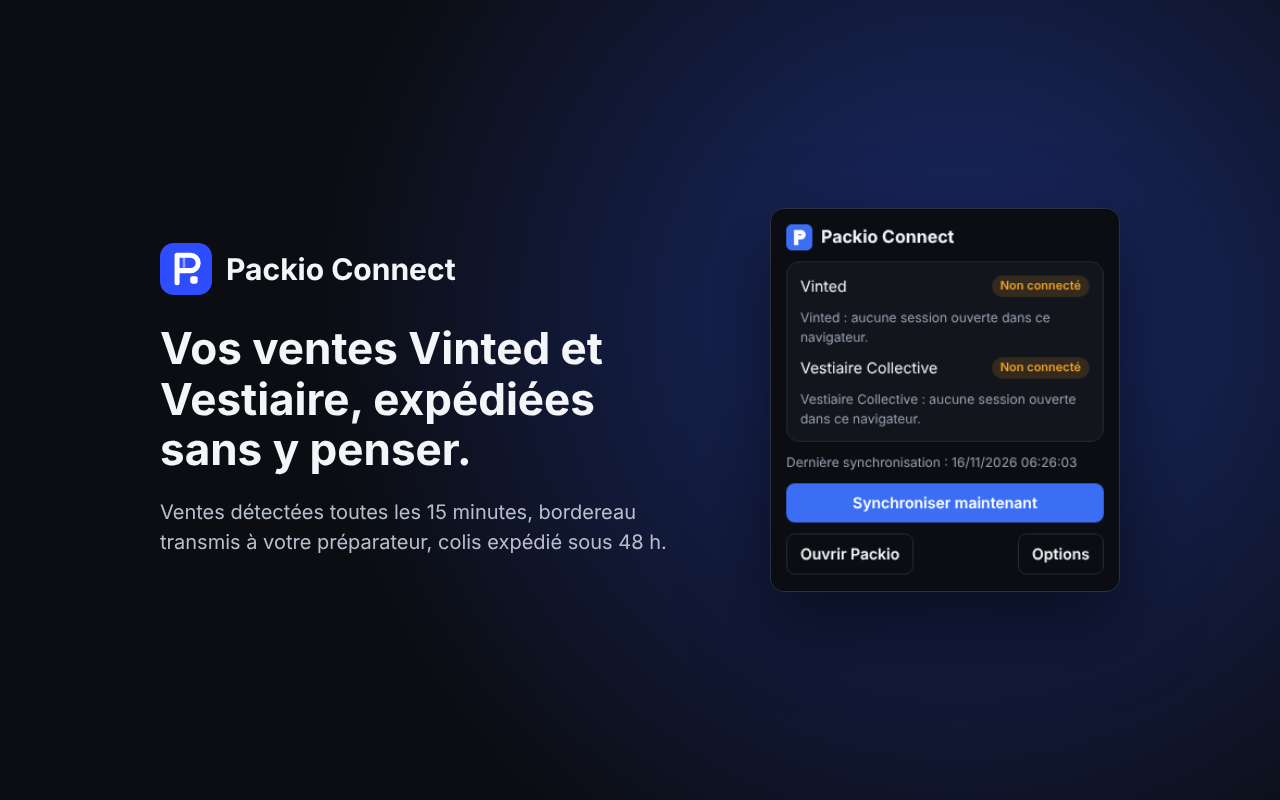 Packio Connect
Vos ventes Vinted et
Vestiaire, expédiées
sans y penser.
Ventes détectées toutes les 15 minutes, bordereau
transmis à votre préparateur, colis expédié sous 48 h.
Packio Connect
Vinted Non connecté
Vinted : aucune session ouverte dans ce
navigateur.
Vestiaire Collective Non connecté
Vestiaire Collective : aucune session ouverte
dans ce navigateur.
Dernière synchronisation : 16/11/2026 06:26:03
Synchroniser maintenant
Ouvrir Packio Options